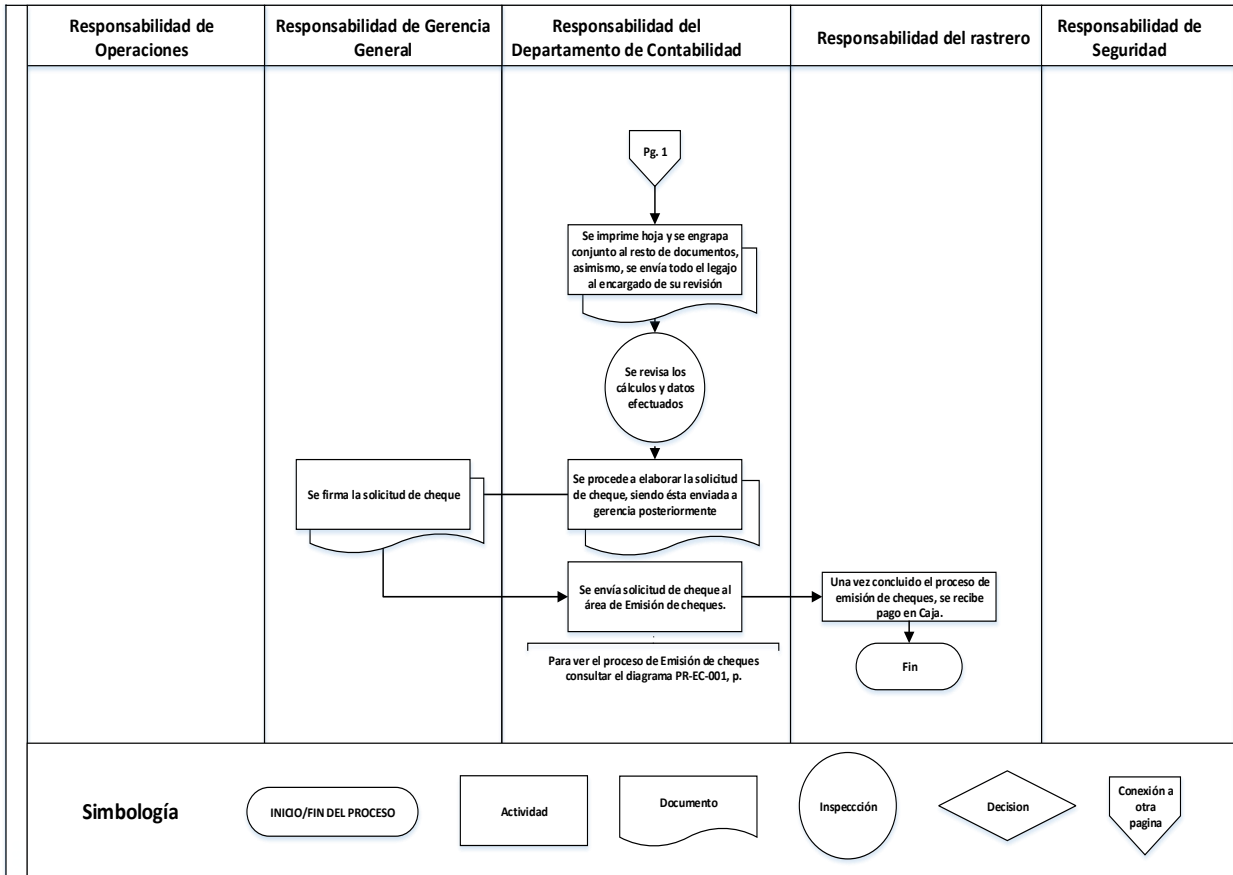 Responsabilidad de
Operaciones
Responsabilidad de Gerencia
General
Responsabilidad del
Departamento de Contabilidad
Responsabilidad del rastrero
Responsabilidad de
Seguridad
Pg. 1
Se imprime hoja y se engrapa
conjunto al resto de documentos,
asimismo, se envía todo el legajo
al encargado de su revisión
Se revisa los
cálculos y datos
efectuados
Se firma la solicitud de cheque
Se procede a elaborar la solicitud
de cheque, siendo ésta enviada a
gerencia posteriormente
Se envía solicitud de cheque al
área de Emisión de cheques.
Una vez concluido el proceso de
emisión de cheques, se recibe
pago en Caja.
Para ver el proceso de Emisión de cheques
consultar el diagrama PR-EC-001, p.
Fin
Simbología
INICIO/FIN DEL PROCESO
Actividad
Documento
Inspeccción
Decision
Conexión a
otra
pagina